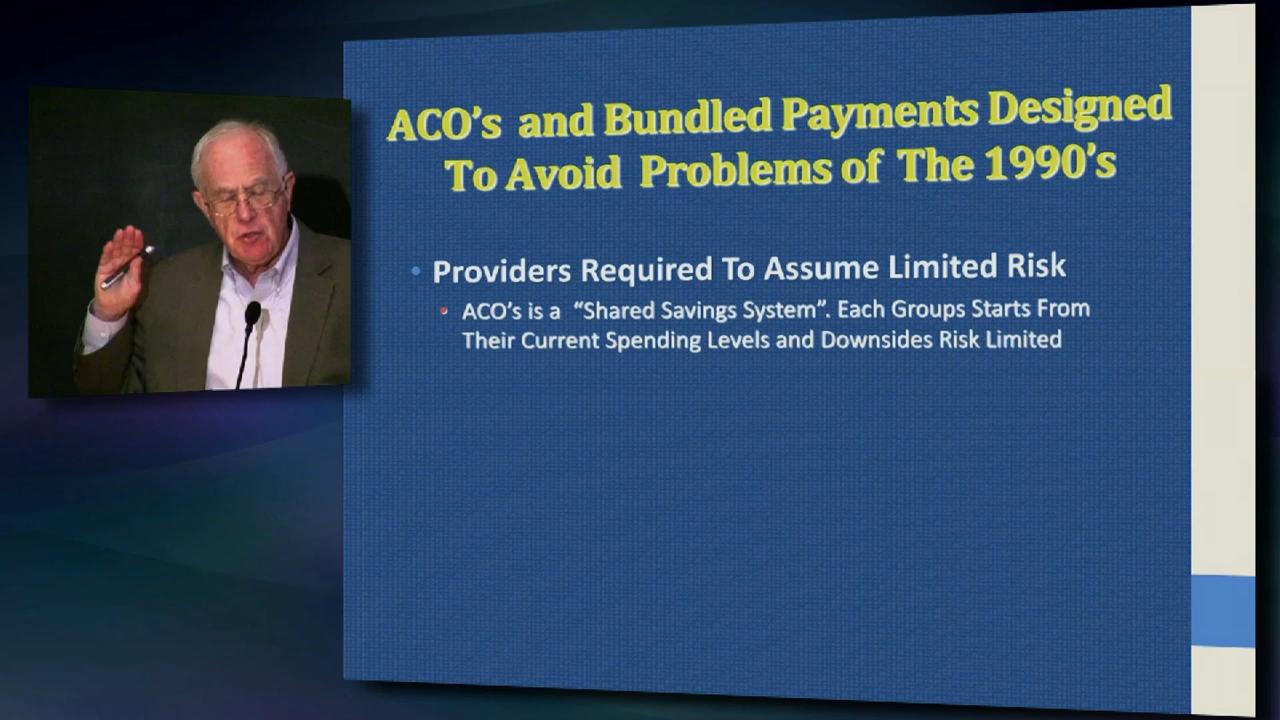 ACO's and Bundled Payments Designed
To Avoid Problems of The 1990's
• Providers Required To Assume Limited Risk
• ACO's is a “Shared Savings System”. Each Groups Starts From
Their Current Spending Levels and Downsides Risk Limited